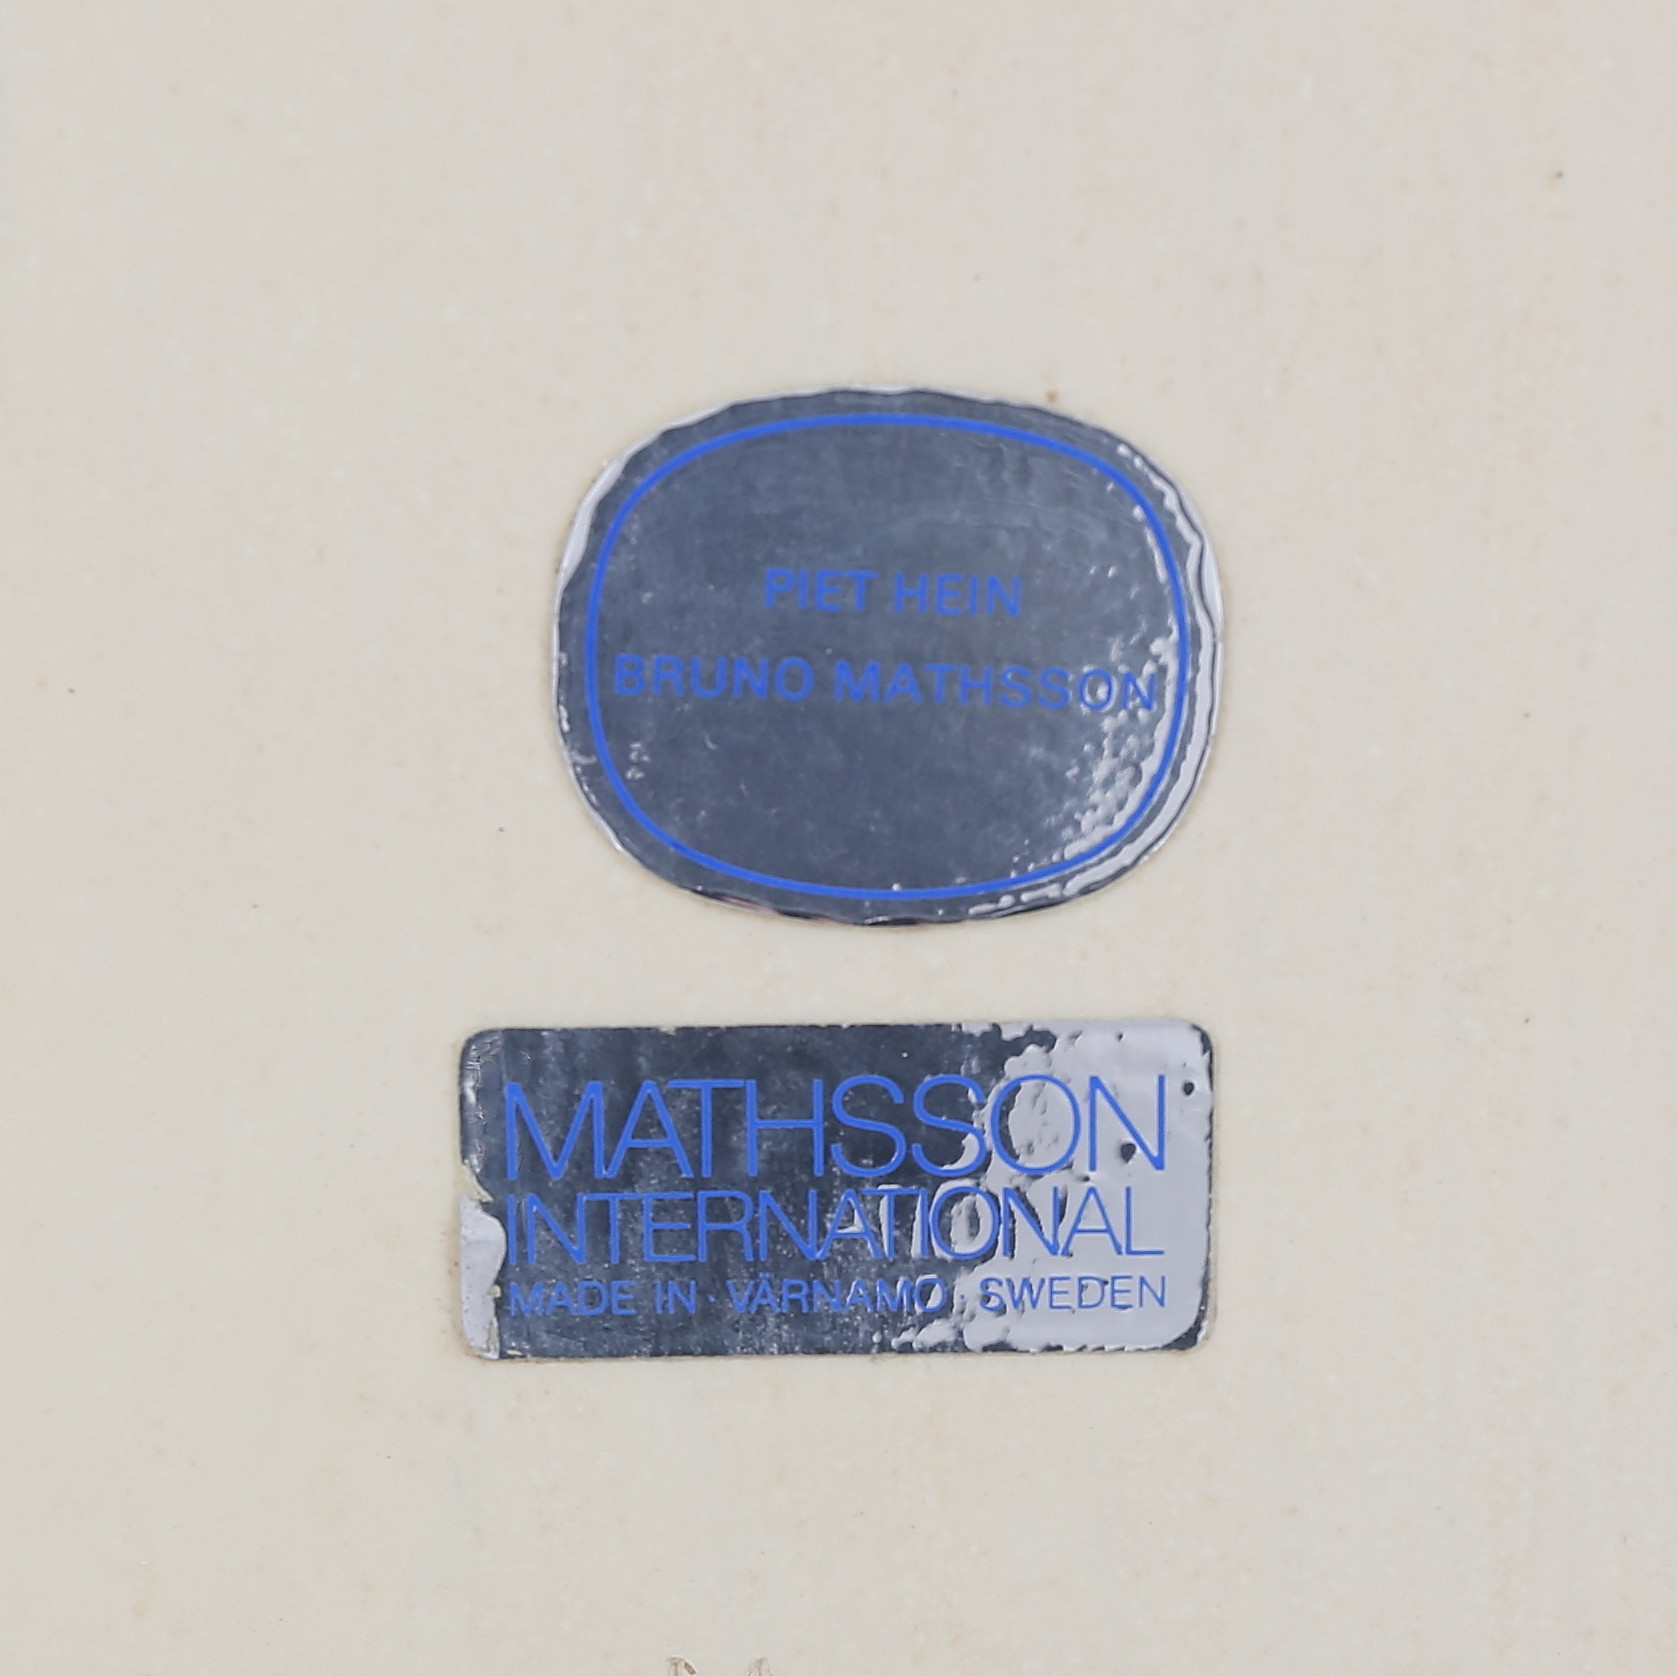 PIET HEIN
BRUNO MATHSSON
MATHSSON
INTERNATIONAL
MADE IN · VÄRNAMO · SWEDEN